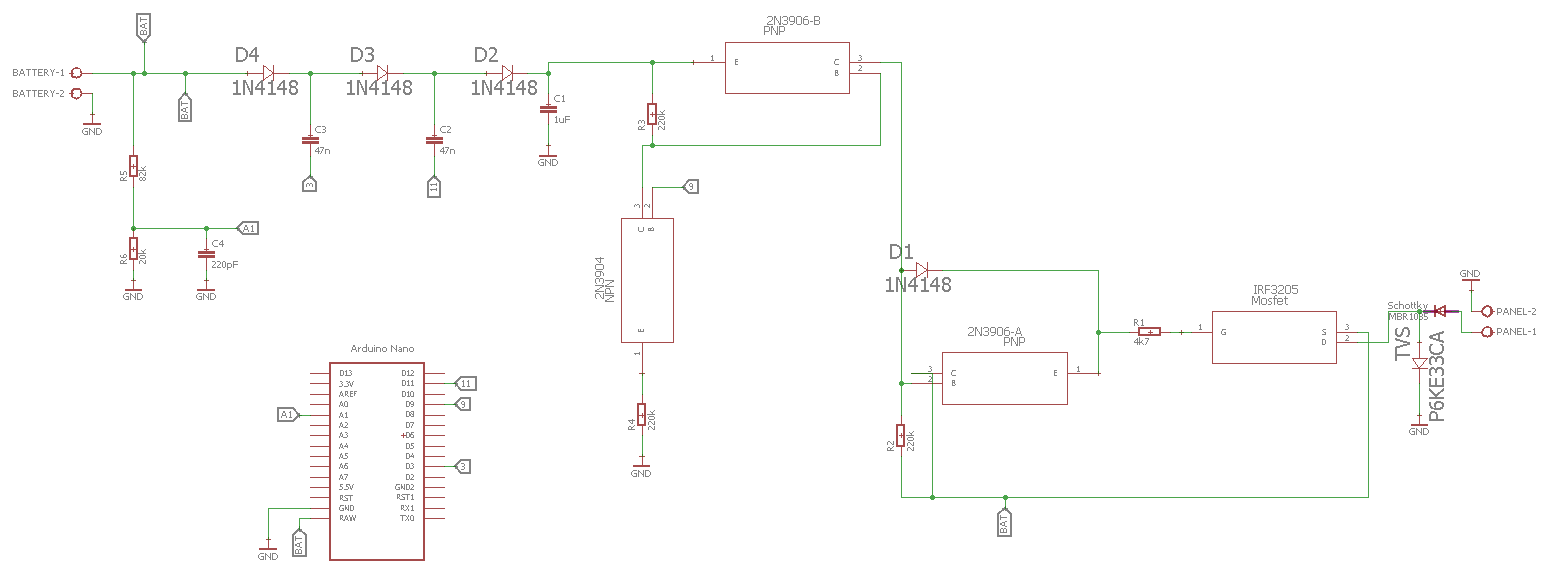 BAT
2N3906-B
PNP
BATTERY-1
BATTERY-2
GND
BAT
D4
1N4148
D3
1N4148
D2
1N4148
C1
1uF
GND
1
E
C
B
3
2
R3
220k
C3
47n
3
C2
47n
11
R5
82k
9
3
2
C
B
2N3904
NPN
E
1
A1
C4
220pF
R6
20k
GND
GND
D1
1N4148
R4
220k
GND
2N3906-A
PNP
3
2
C
B
E
1
R2
220k
BAT
R1
4k7
IRF3205
Mosfet
1
G
S
D
3
2
GND
Schottky
PANEL-2
PANEL-1
TVS
P6KE33CA
GND
Arduino Nano
D13
3.3V
AREF
A0
A1
A2
A3
A4
A5
A6
A7
5.5V
RST
GND
RAW
D12
D11
D10
D9
D8
D7
+D6
D5
D4
D3
D2
GND2
RST1
RX1
TX0
A1
11
9
3
GND
BAT